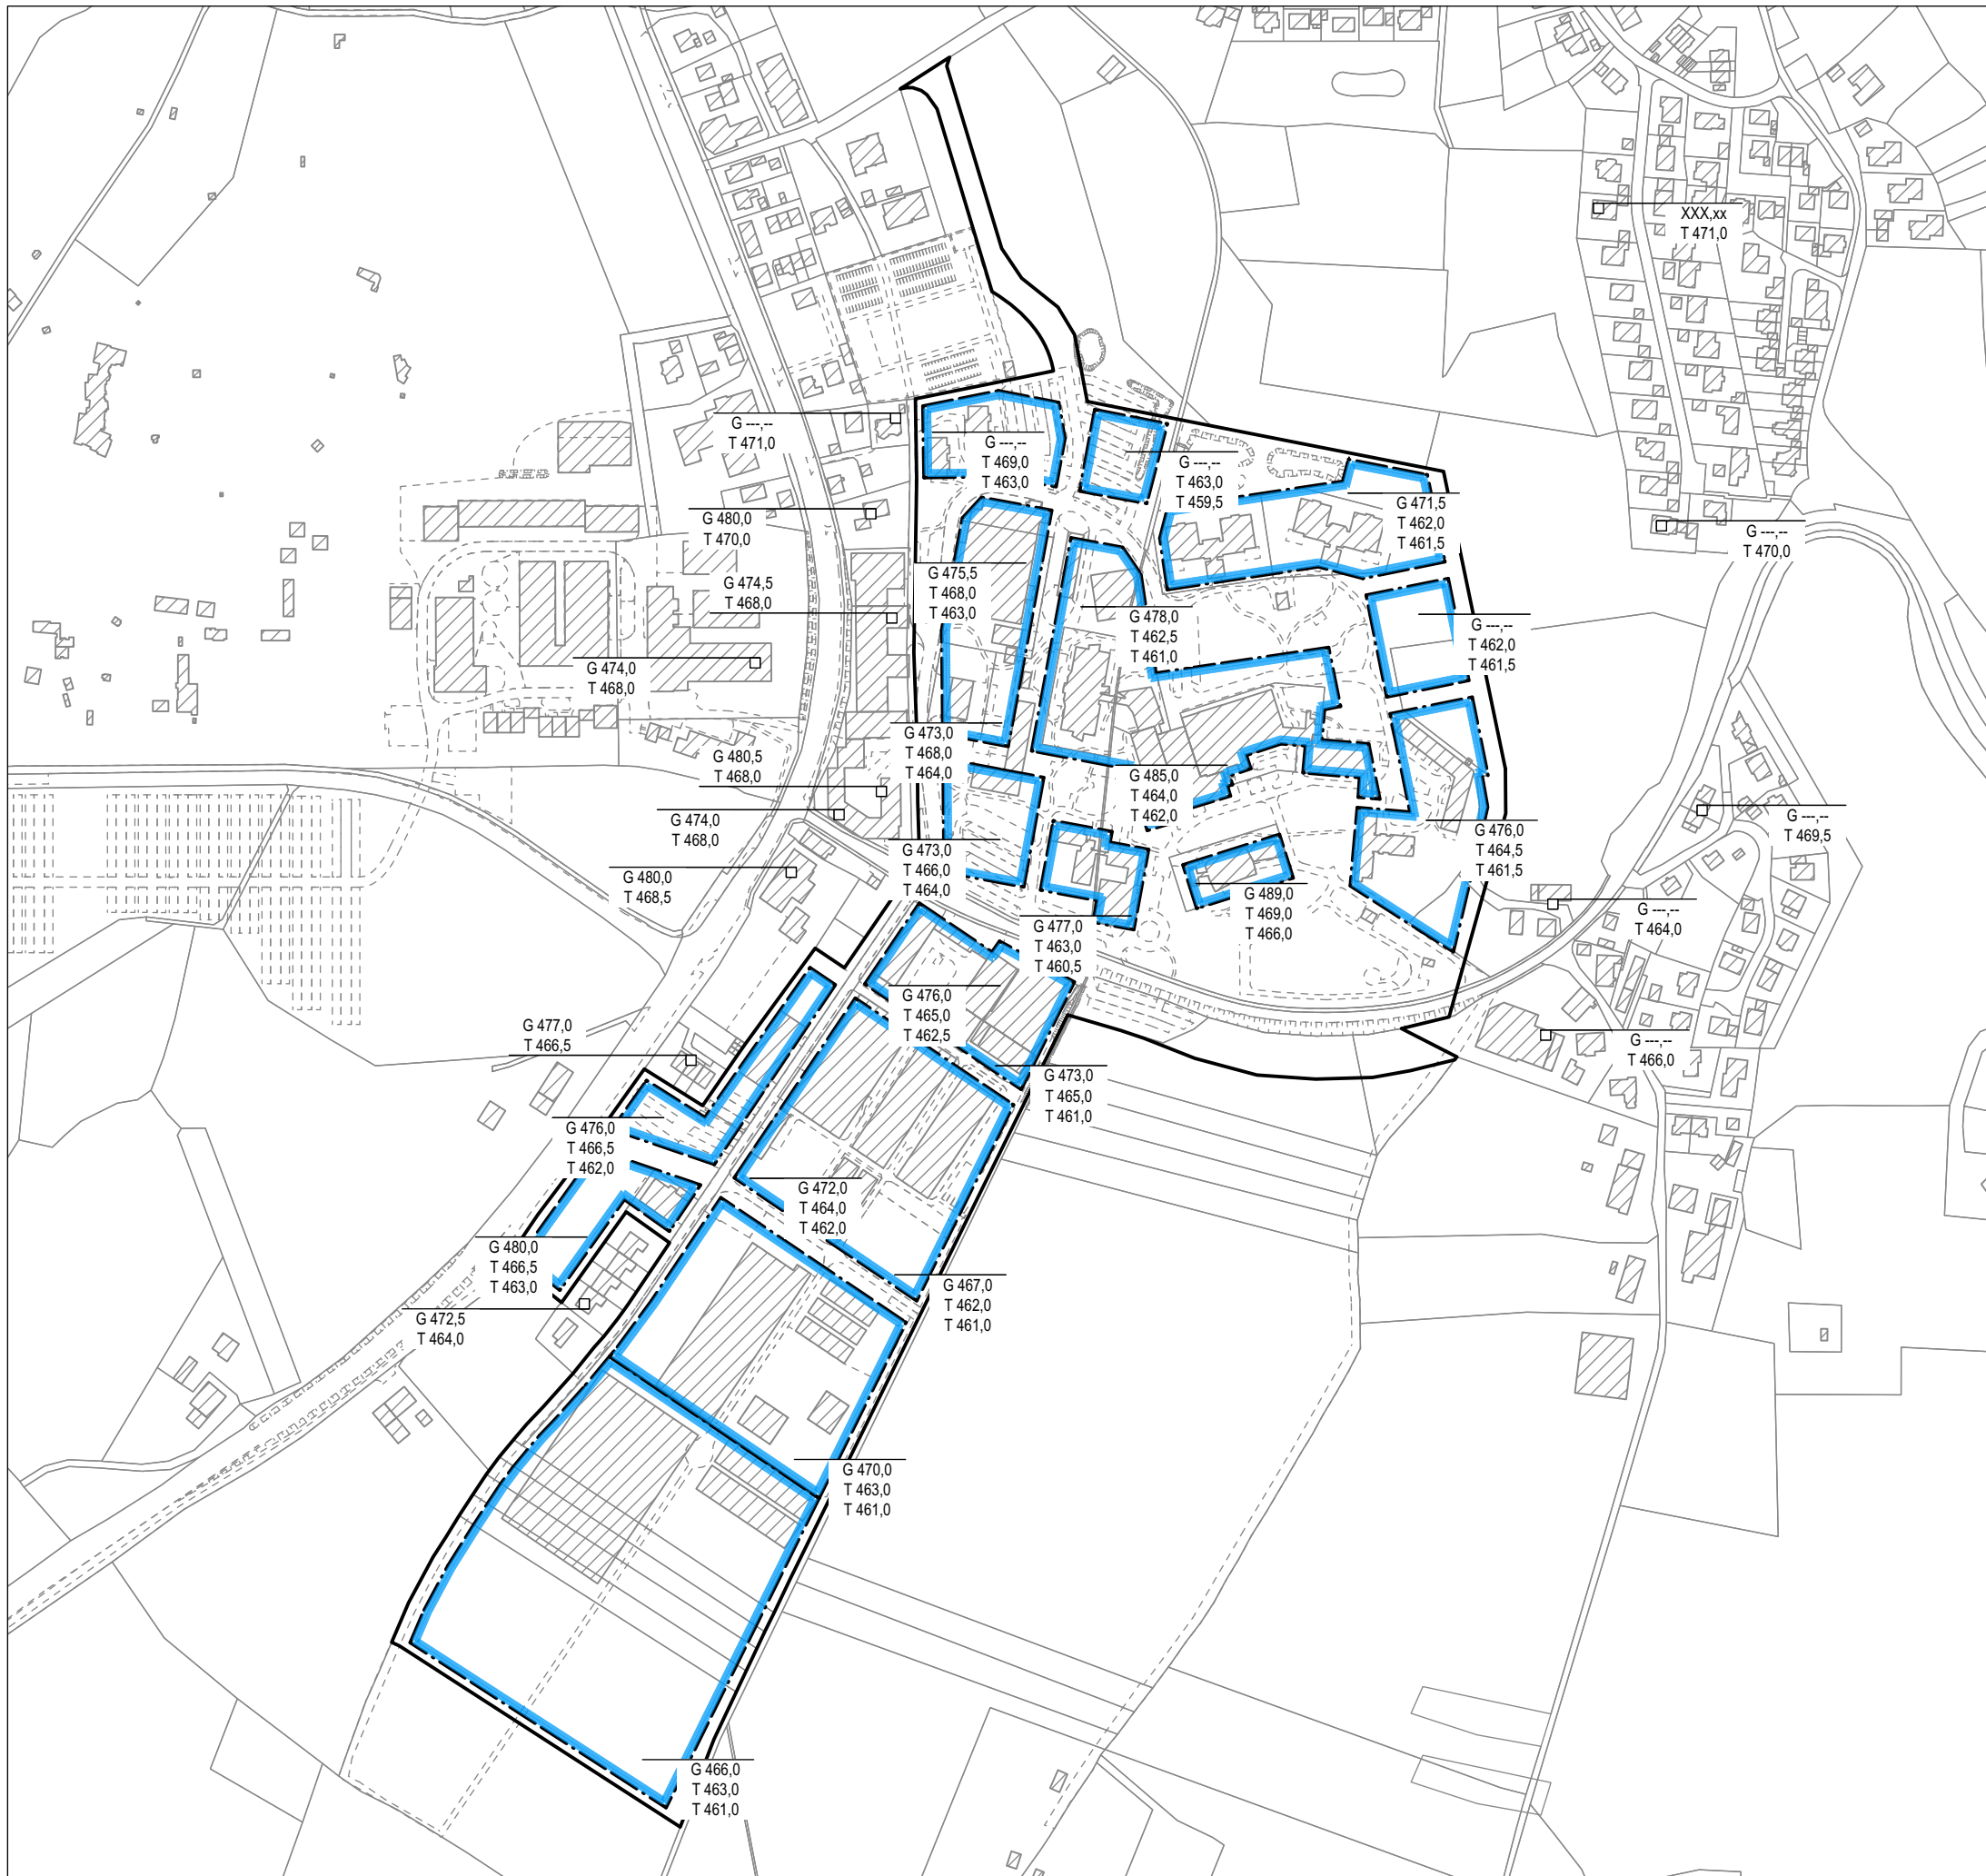 XXX,xx
T 471,0
G ---,--
T 471,0
G ---,--
T 469,0
T 463,0
G ---,--
T 463,0
T 459,5
G 471,5
T 462,0
T 461,5
G 480,0
T 470,0
G ---,--
T 470,0
G 475,5
T 468,0
T 463,0
G 474,5
T 468,0
G 478,0
T 462,5
T 461,0
G ---,--
T 462,0
T 461,5
G 474,0
T 468,0
G 473,0
T 468,0
T 464,0
G 480,5
T 468,0
G 485,0
T 464,0
T 462,0
G 474,0
T 468,0
G 476,0
T 464,5
T 461,5
G ---,--
T 469,5
G 473,0
T 466,0
T 464,0
G 480,0
T 468,5
G 489,0
T 469,0
T 466,0
G ---,--
T 464,0
G 477,0
T 463,0
T 460,5
G 476,0
T 465,0
T 462,5
G 477,0
T 466,5
G ---,--
T 466,0
G 473,0
T 465,0
T 461,0
G 476,0
T 466,5
T 462,0
G 472,0
T 464,0
T 462,0
G 480,0
T 466,5
T 463,0
G 467,0
T 462,0
T 461,0
G 472,5
T 464,0
G 470,0
T 463,0
T 461,0
G 466,0
T 463,0
T 461,0